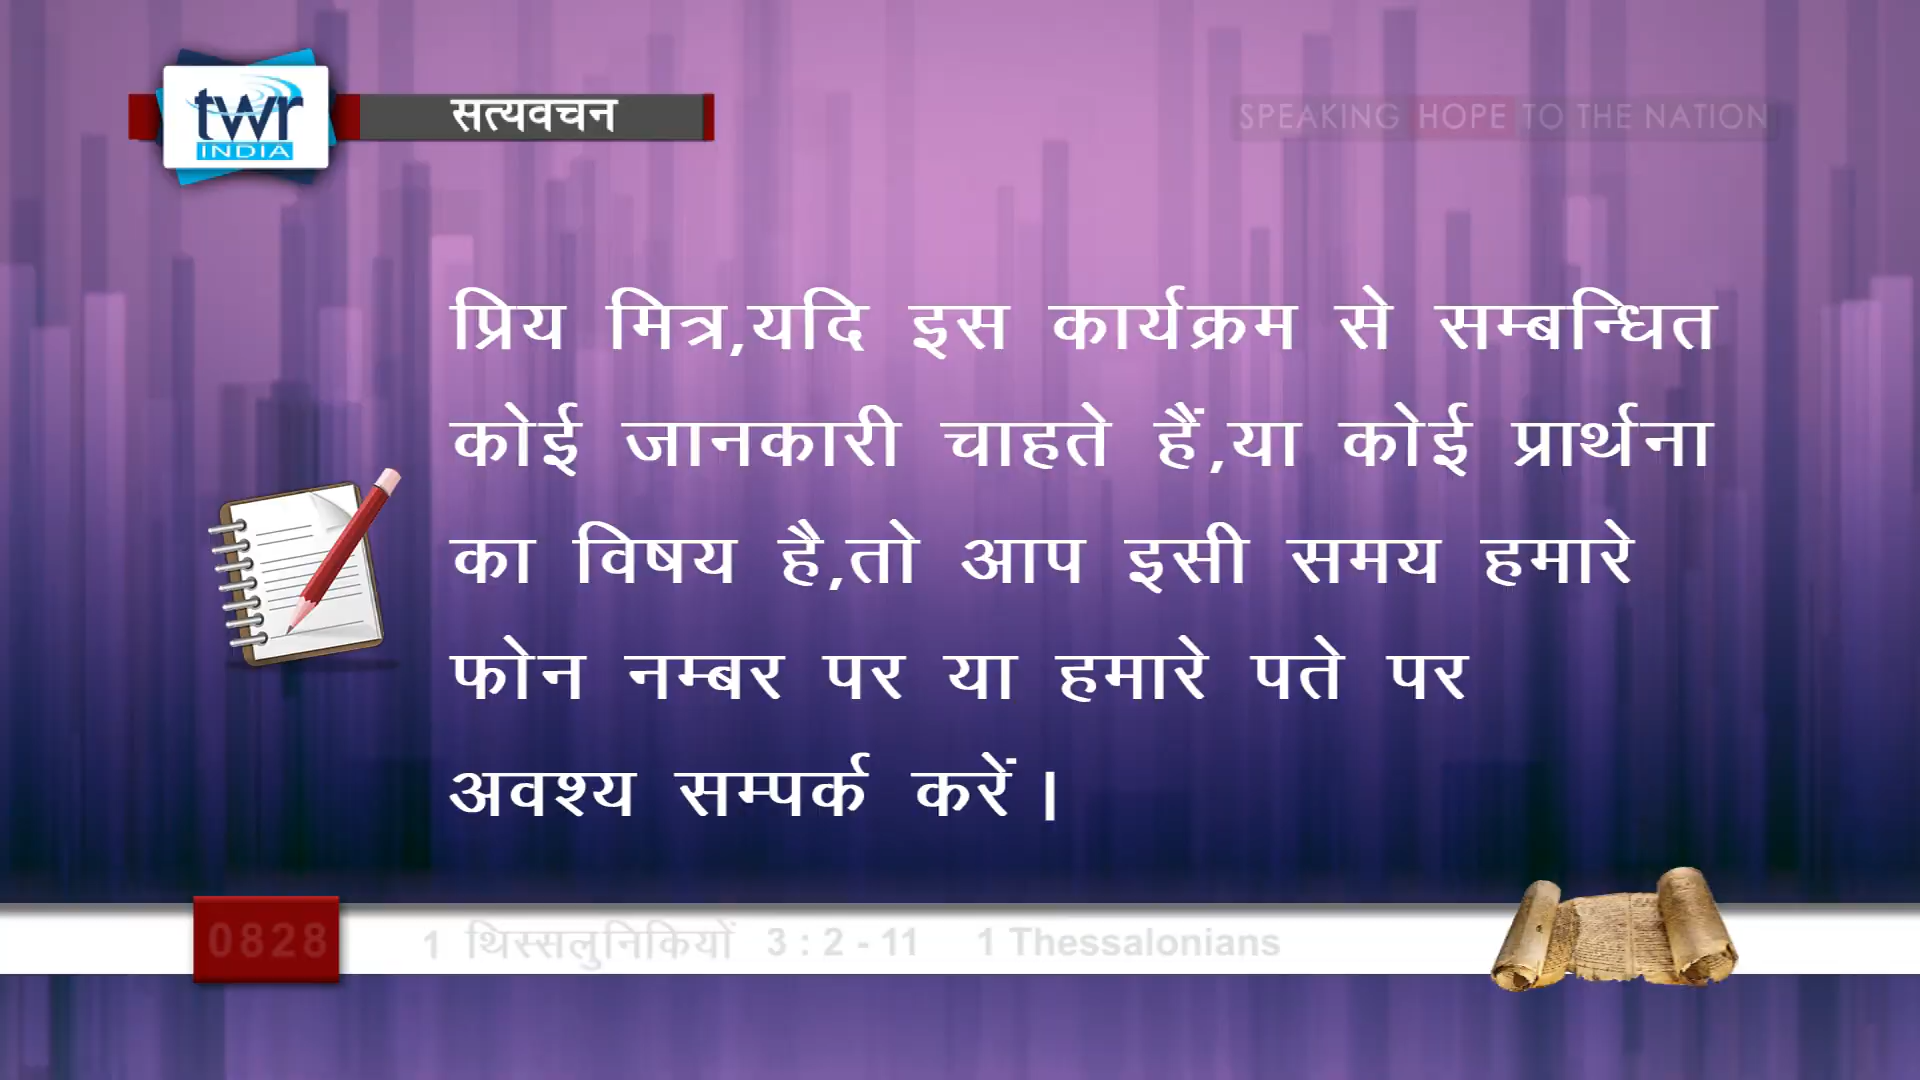 twr
INDIA
सत्यवचन
SPEAKING HOPE TO THE NATION
प्रिय मित्र,यदि इस कार्यक्रम से सम्बन्धित
कोई जानकारी चाहते हैं,या कोई प्रार्थना
का विषय है,तो आप इसी समय हमारे
फोन नम्बर पर या हमारे पते पर
अवश्य सम्पर्क करें।
0828 1 थिस्सलुनिकियों 3 : 2 - 11 1 Thessalonians